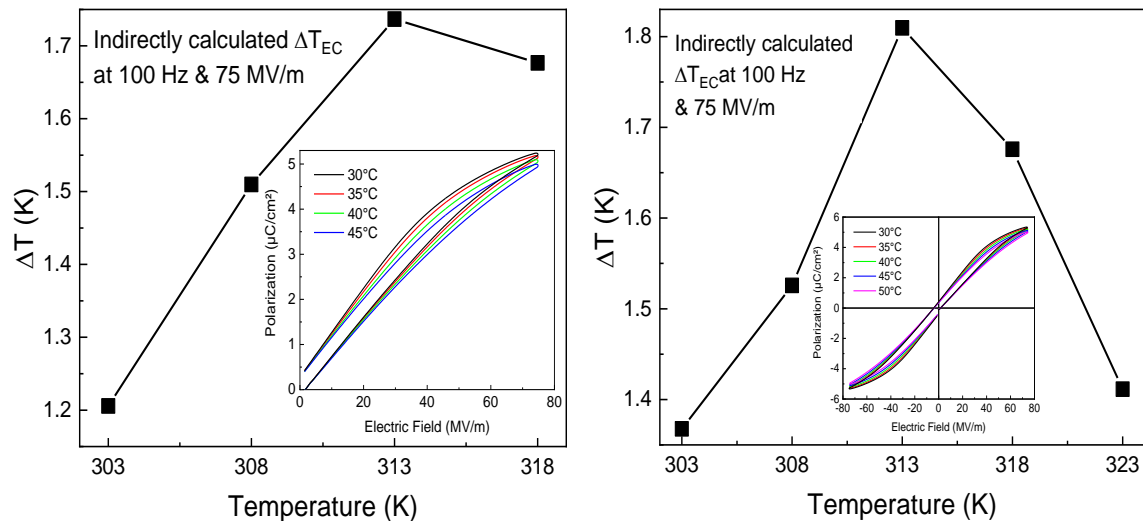 Indirectly calculated ΔT_EC
at 100 Hz & 75 MV/m
ΔT (K)
1.7
1.6
1.5
1.4
1.3
1.2
303
308
313
318
Temperature (K)
30°C
35°C
40°C
45°C
Polarization (µC/cm²)
5
4
3
2
1
0
0
20
40
60
80
Electric Field (MV/m)
Indirectly calculated
ΔT_EC at 100 Hz
& 75 MV/m
ΔT (K)
1.8
1.7
1.6
1.5
1.4
303
308
313
318
323
Temperature (K)
30°C
35°C
40°C
45°C
50°C
Polarization (µC/cm²)
6
4
2
0
-2
-4
-6
-80
-60
-40
-20
0
20
40
60
80
Electric Field (MV/m)